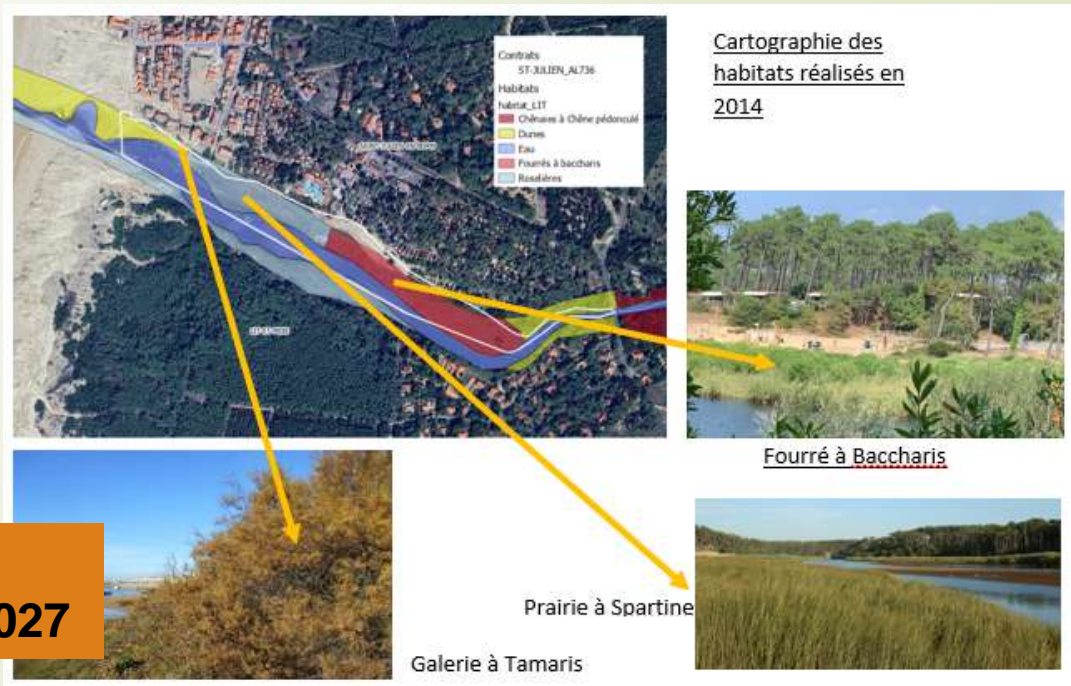 Contrats
ST-JULIEN_AL736
Habitats
habitat_LIT
Chênaies à Chêne pédonculé
Dunes
Eau
Fourrés à baccharis
Roselières
Cartographie des
habitats réalisés en
2014
Fourré à Baccharis
Prairie à Spartine
Galerie à Tamaris
027